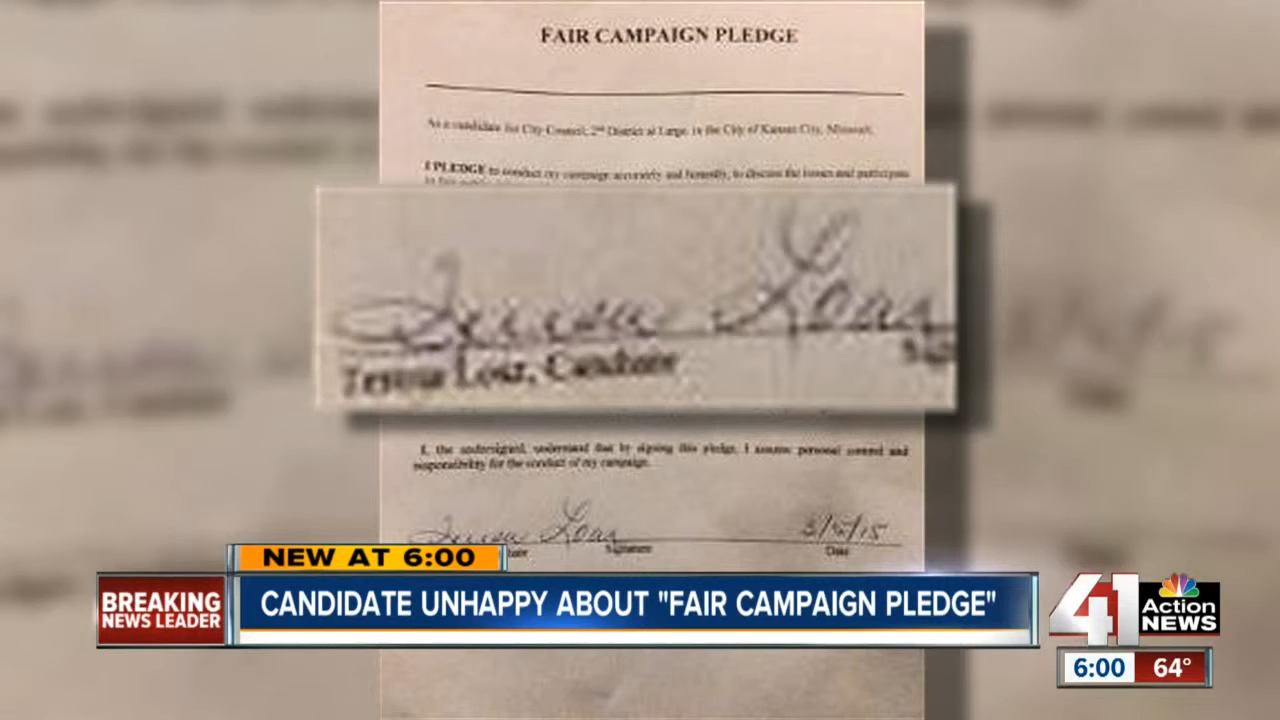 FAIR CAMPAIGN PLEDGE
As a candidate for City Council, 2nd District at Large, in the City of Kansas City, Missouri,
I PLEDGE to conduct my campaign accurately and honestly, to discuss the issues and participate
Teresa Loar
Teresa Loar, Candidate
I, the undersigned, understand that by signing this pledge, I assume personal control and
responsibility for the conduct of my campaign.
Teresa Loar
Signature Date
NEW AT 6:00
BREAKING
NEWS LEADER
CANDIDATE UNHAPPY ABOUT "FAIR CAMPAIGN PLEDGE"
41 Action
NEWS
6:00 64°